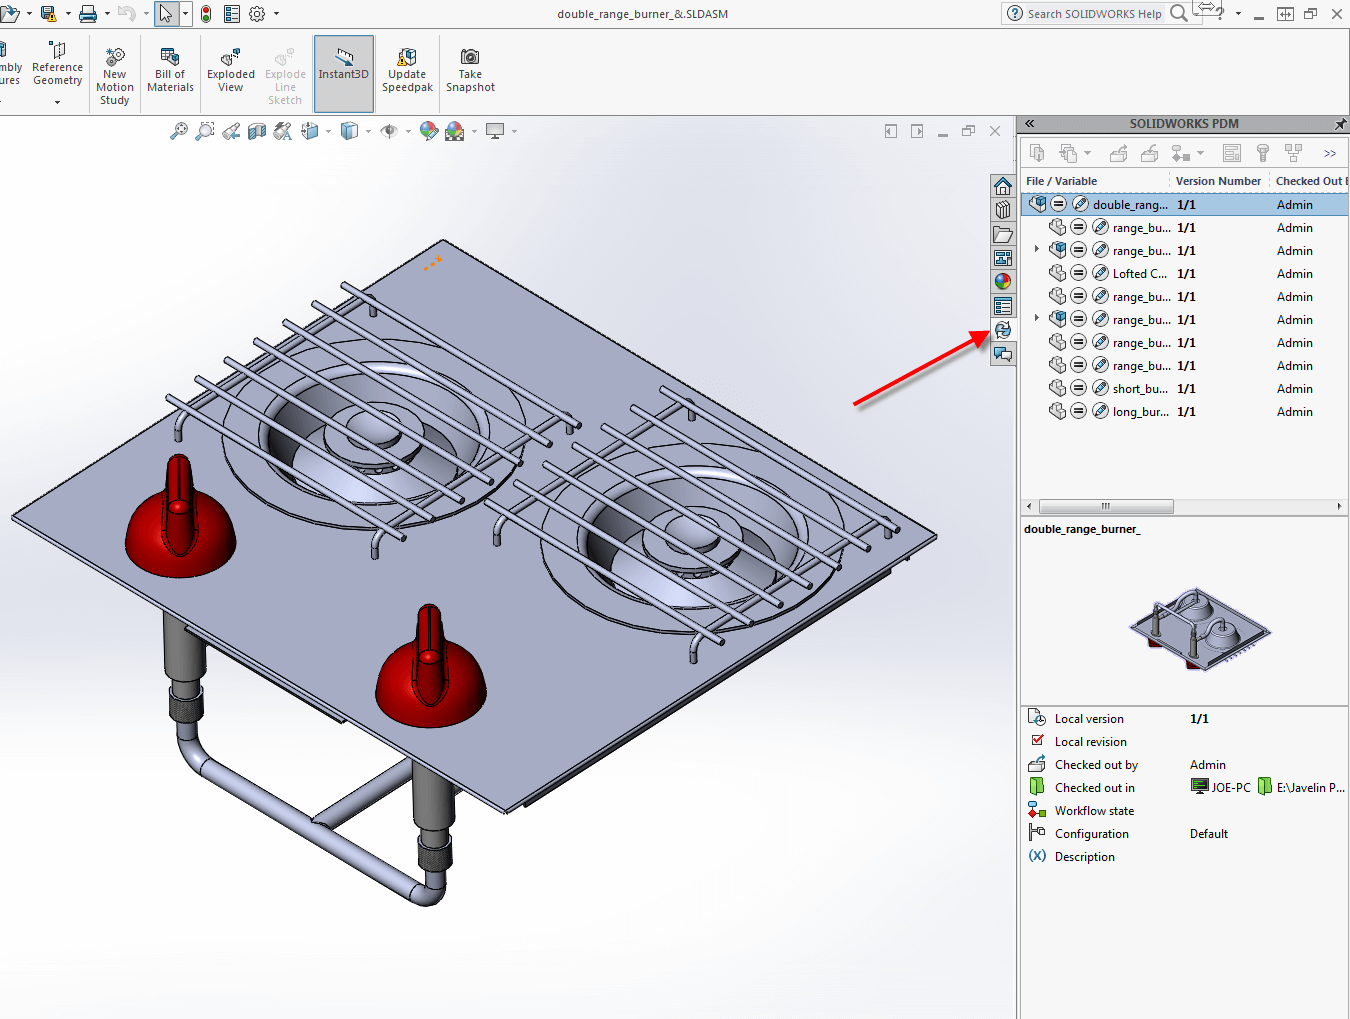 double_range_burner_&.SLDASM
Search SOLIDWORKS Help
?
mbly
ures
Reference
Geometry
New
Motion
Study
Bill of
Materials
Exploded
View
Explode
Line
Sketch
Instant3D
Update
Speedpak
Take
Snapshot
SOLIDWORKS PDM
>>
File / Variable Version Number Checked Out B
double_rang... 1/1 Admin
range_bu... 1/1 Admin
range_bu... 1/1 Admin
Lofted C... 1/1 Admin
range_bu... 1/1 Admin
range_bu... 1/1 Admin
range_bu... 1/1 Admin
range_bu... 1/1 Admin
short_bu... 1/1 Admin
long_bur... 1/1 Admin
double_range_burner_
Local version 1/1
Local revision
Checked out by Admin
Checked out in JOE-PC E:\Javelin P...
Workflow state
Configuration Default
(X) Description